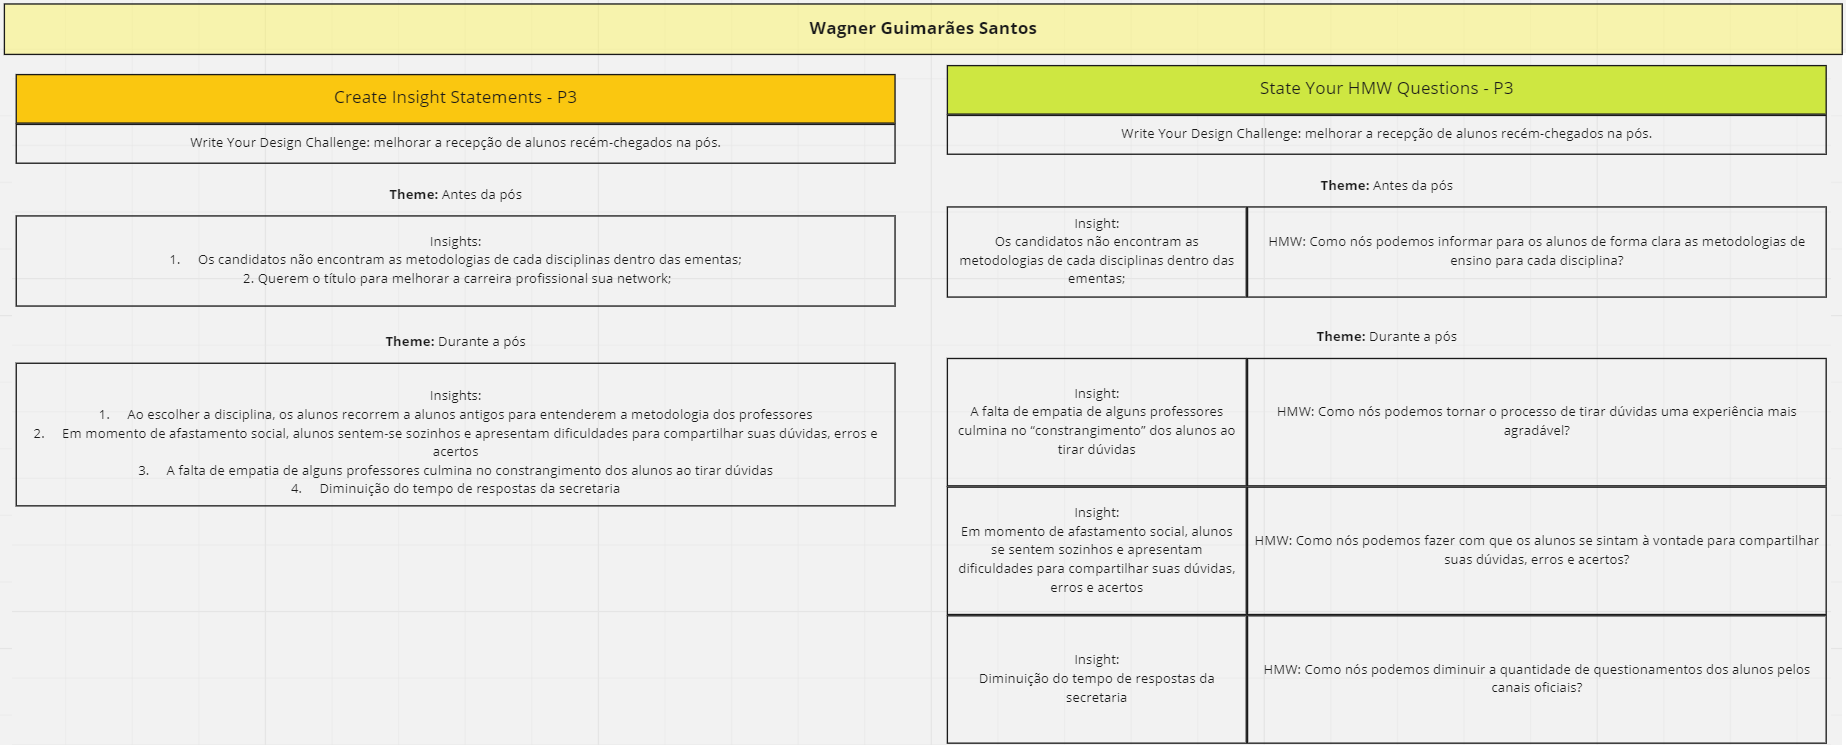 Wagner Guimarães Santos
Create Insight Statements - P3
Write Your Design Challenge: melhorar a recepção de alunos recém-chegados na pós.
Theme: Antes da pós
Insights:
1. Os candidatos não encontram as metodologias de cada disciplinas dentro das ementas;
2. Querem o título para melhorar a carreira profissional sua network;
Theme: Durante a pós
Insights:
1. Ao escolher a disciplina, os alunos recorrem a alunos antigos para entenderem a metodologia dos professores
2. Em momento de afastamento social, alunos sentem-se sozinhos e apresentam dificuldades para compartilhar suas dúvidas, erros e
acertos
3. A falta de empatia de alguns professores culmina no constrangimento dos alunos ao tirar dúvidas
4. Diminuição do tempo de respostas da secretaria
State Your HMW Questions - P3
Write Your Design Challenge: melhorar a recepção de alunos recém-chegados na pós.
Theme: Antes da pós
Insight:
Os candidatos não encontram as
metodologias de cada disciplinas dentro das
ementas;
HMW: Como nós podemos informar para os alunos de forma clara as metodologias de
ensino para cada disciplina?
Theme: Durante a pós
Insight:
A falta de empatia de alguns professores
culmina no “constrangimento” dos alunos ao
tirar dúvidas
HMW: Como nós podemos tornar o processo de tirar dúvidas uma experiência mais
agradável?
Insight:
Em momento de afastamento social, alunos
se sentem sozinhos e apresentam
dificuldades para compartilhar suas dúvidas,
erros e acertos
HMW: Como nós podemos fazer com que os alunos se sintam à vontade para compartilhar
suas dúvidas, erros e acertos?
Insight:
Diminuição do tempo de respostas da
secretaria
HMW: Como nós podemos diminuir a quantidade de questionamentos dos alunos pelos
canais oficiais?